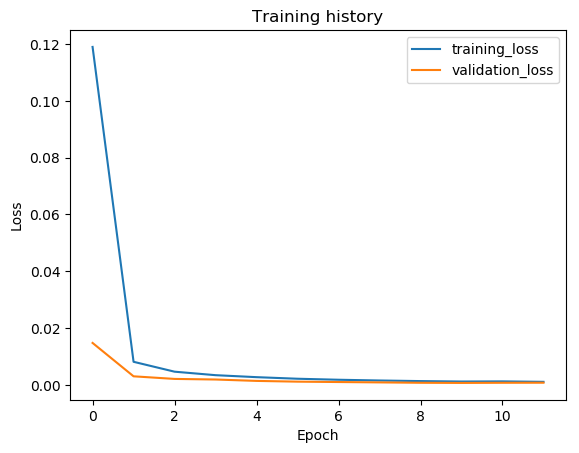 Training history
training_loss
validation_loss
0.12
0.10
0.08
0.06
0.04
0.02
0.00
Loss
0 2 4 6 8 10
Epoch